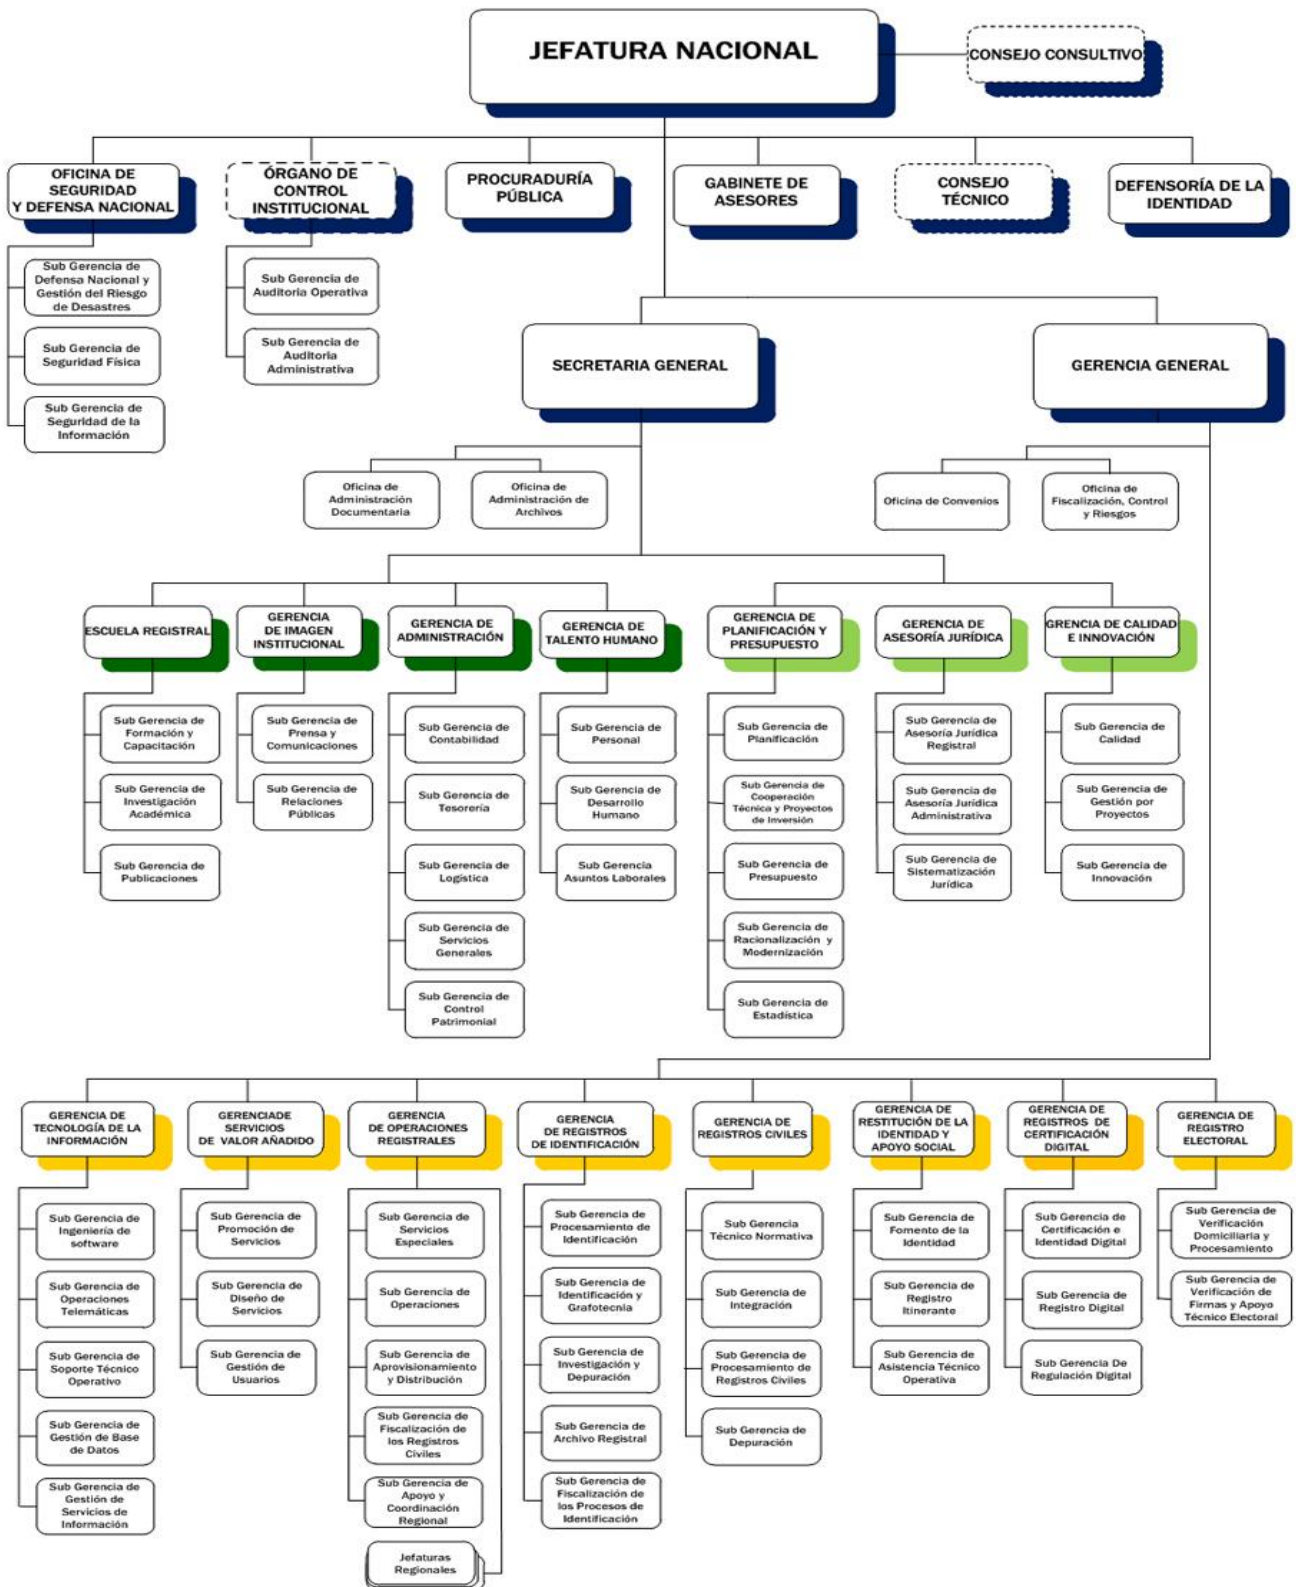 JEFATURA NACIONAL
CONSEJO CONSULTIVO
OFICINA DE
SEGURIDAD
Y DEFENSA NACIONAL
ÓRGANO DE
CONTROL
INSTITUCIONAL
PROCURADURÍA
PÚBLICA
GABINETE DE
ASESORES
CONSEJO
TÉCNICO
DEFENSORÍA DE LA
IDENTIDAD
Sub Gerencia de
Defensa Nacional y
Gestión del Riesgo
de Desastres
Sub Gerencia de
Seguridad Física
Sub Gerencia de
Seguridad de la
Información
Sub Gerencia de
Auditoria Operativa
Sub Gerencia de
Auditoria
Administrativa
SECRETARIA GENERAL
GERENCIA GENERAL
Oficina de
Administración
Documentaria
Oficina de
Administración de
Archivos
Oficina de Convenios
Oficina de
Fiscalización, Control
y Riesgos
ESCUELA REGISTRAL
GERENCIA
DE IMAGEN
INSTITUCIONAL
GERENCIA DE
ADMINISTRACIÓN
GERENCIA DE
TALENTO HUMANO
GERENCIA DE
PLANIFICACIÓN Y
PRESUPUESTO
GERENCIA DE
ASESORÍA JURÍDICA
GRENCIA DE CALIDAD
E INNOVACIÓN
Sub Gerencia de
Formación y
Capacitación
Sub Gerencia de
Investigación
Académica
Sub Gerencia de
Publicaciones
Sub Gerencia de
Prensa y
Comunicaciones
Sub Gerencia de
Relaciones
Públicas
Sub Gerencia de
Contabilidad
Sub Gerencia de
Tesorería
Sub Gerencia de
Logística
Sub Gerencia de
Servicios
Generales
Sub Gerencia de
Control
Patrimonial
Sub Gerencia de
Personal
Sub Gerencia de
Desarrollo
Humano
Sub Gerencia
Asuntos Laborales
Sub Gerencia de
Planificación
Sub Gerencia de
Cooperación
Técnica y Proyectos
de Inversión
Sub Gerencia de
Presupuesto
Sub Gerencia de
Racionalización y
Modernización
Sub Gerencia de
Estadística
Sub Gerencia de
Asesoría Jurídica
Registral
Sub Gerencia de
Asesoría Jurídica
Administrativa
Sub Gerencia de
Sistematización
Jurídica
Sub Gerencia de
Calidad
Sub Gerencia de
Gestión por
Proyectos
Sub Gerencia de
Innovación
GERENCIA DE
TECNOLOGÍA DE LA
INFORMACIÓN
GERENCIADE
SERVICIOS
DE VALOR AÑADIDO
GERENCIA
DE OPERACIONES
REGISTRALES
GERENCIA
DE REGISTROS
DE IDENTIFICACIÓN
GERENCIA DE
REGISTROS CIVILES
GERENCIA DE
RESTITUCIÓN DE LA
IDENTIDAD Y
APOYO SOCIAL
GERENCIA DE
REGISTROS DE
CERTIFICACIÓN
DIGITAL
GERENCIA DE
REGISTRO
ELECTORAL
Sub Gerencia de
Ingeniería de
software
Sub Gerencia de
Operaciones
Telemáticas
Sub Gerencia de
Soporte Técnico
Operativo
Sub Gerencia de
Gestión de Base
de Datos
Sub Gerencia de
Gestión de
Servicios de
Información
Sub Gerencia de
Promoción de
Servicios
Sub Gerencia de
Diseño de
Servicios
Sub Gerencia de
Gestión de
Usuarios
Sub Gerencia de
Servicios
Especiales
Sub Gerencia de
Operaciones
Sub Gerencia de
Aprovisionamiento
y Distribución
Sub Gerencia de
Fiscalización de
los Registros
Civiles
Sub Gerencia de
Apoyo y
Coordinación
Regional
Jefaturas
Regionales
Sub Gerencia de
Procesamiento de
Identificación
Sub Gerencia de
Identificación y
Grafotecnia
Sub Gerencia de
Investigación y
Depuración
Sub Gerencia de
Archivo Registral
Sub Gerencia de
Fiscalización de
los Procesos de
Identificación
Sub Gerencia
Técnico Normativa
Sub Gerencia de
Integración
Sub Gerencia de
Procesamiento de
Registros Civiles
Sub Gerencia de
Depuración
Sub Gerencia de
Fomento de la
Identidad
Sub Gerencia de
Registro
Itinerante
Sub Gerencia de
Asistencia Técnico
Operativa
Sub Gerencia de
Certificación e
Identidad Digital
Sub Gerencia de
Registro Digital
Sub Gerencia De
Regulación Digital
Sub Gerencia de
Verificación
Domiciliaria y
Procesamiento
Sub Gerencia de
Verificación de
Firmas y Apoyo
Técnico Electoral